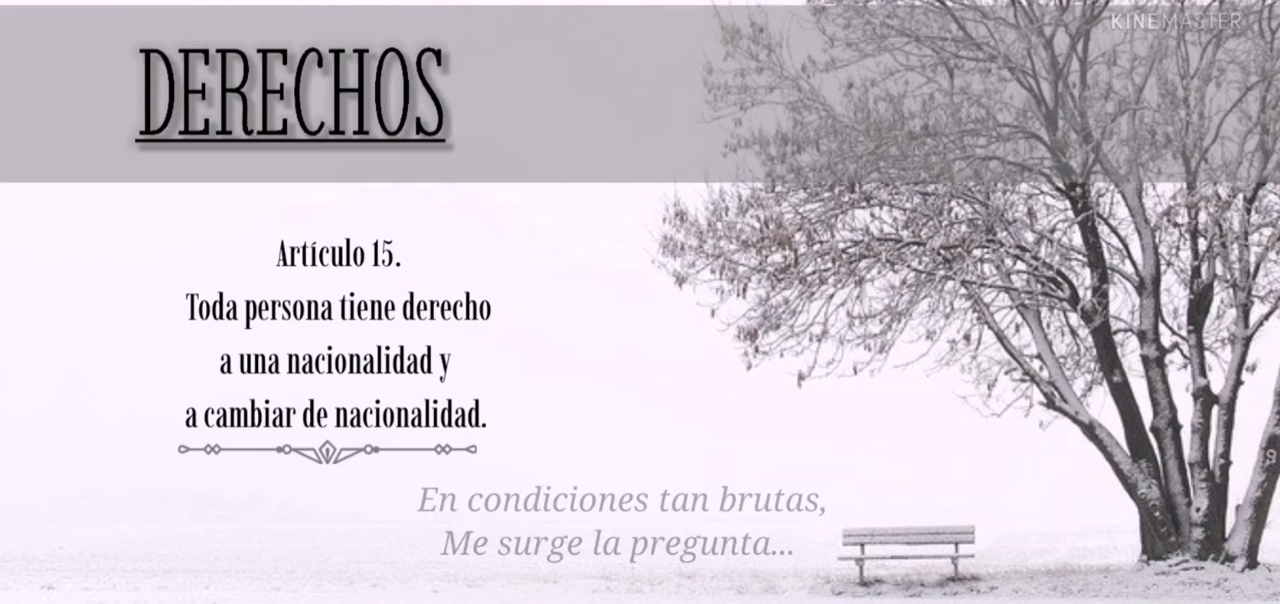 KINEMASTER
DERECHOS
Artículo 15.
Toda persona tiene derecho
a una nacionalidad y
a cambiar de nacionalidad.
En condiciones tan brutas,
Me surge la pregunta...